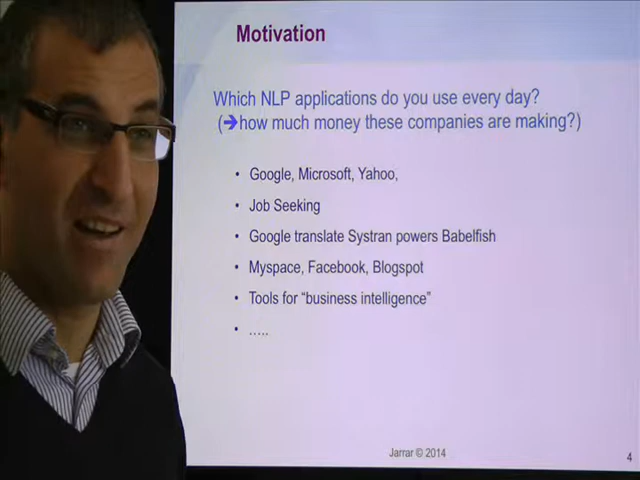 Motivation
Which NLP applications do you use every day?
(➔how much money these companies are making?)
• Google, Microsoft, Yahoo,
• Job Seeking
• Google translate Systran powers Babelfish
• Myspace, Facebook, Blogspot
• Tools for “business intelligence”
• …..
Jarrar © 2014
4